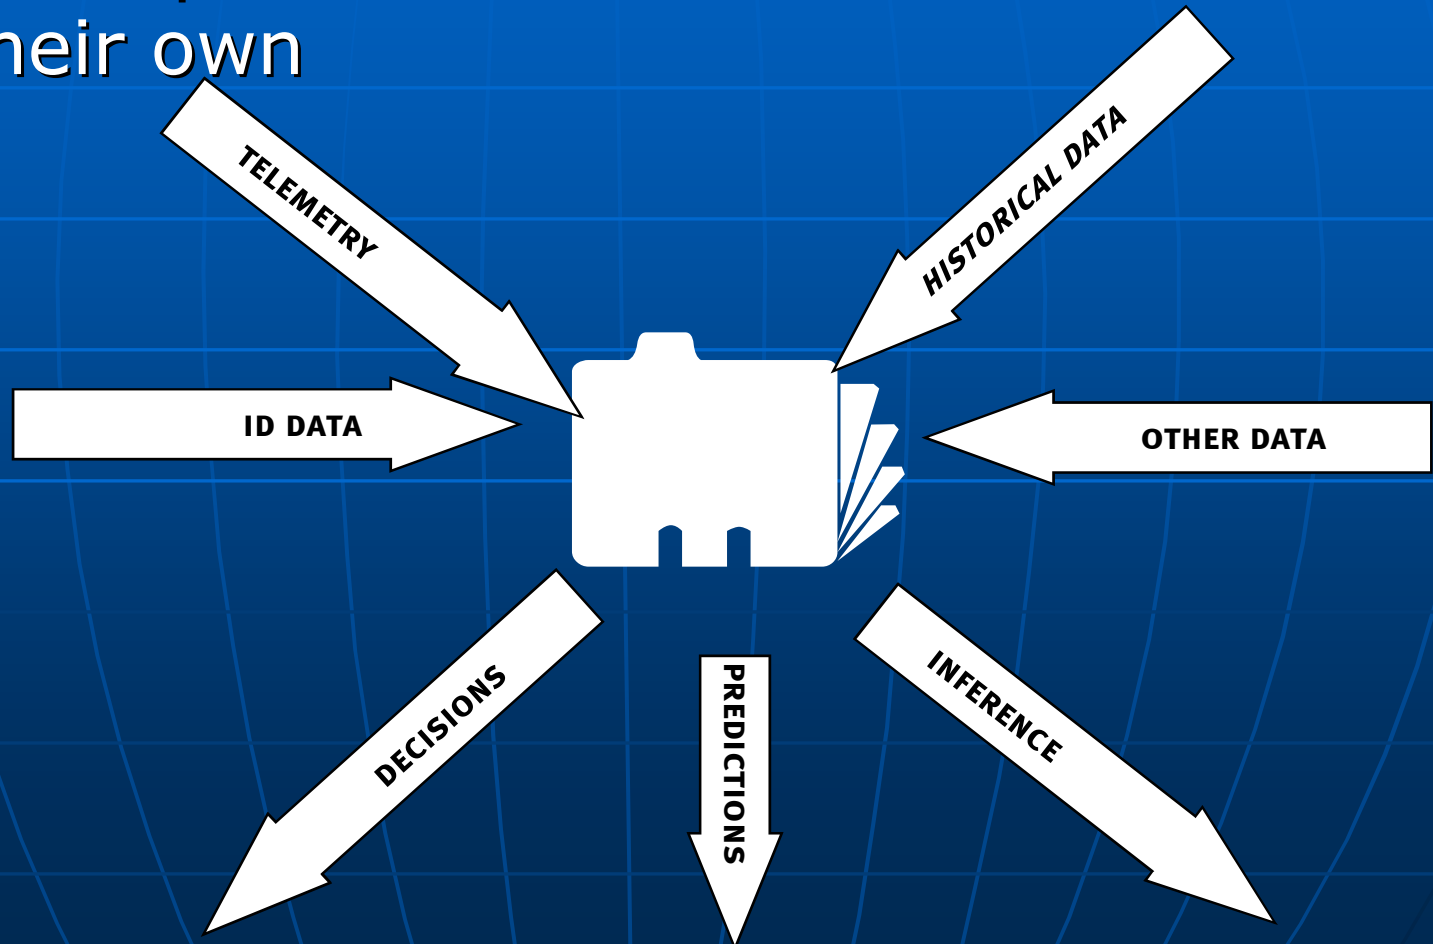 heir own
TELEMETRY
HISTORICAL DATA
ID DATA
OTHER DATA
DECISIONS
PREDICTIONS
INFERENCE